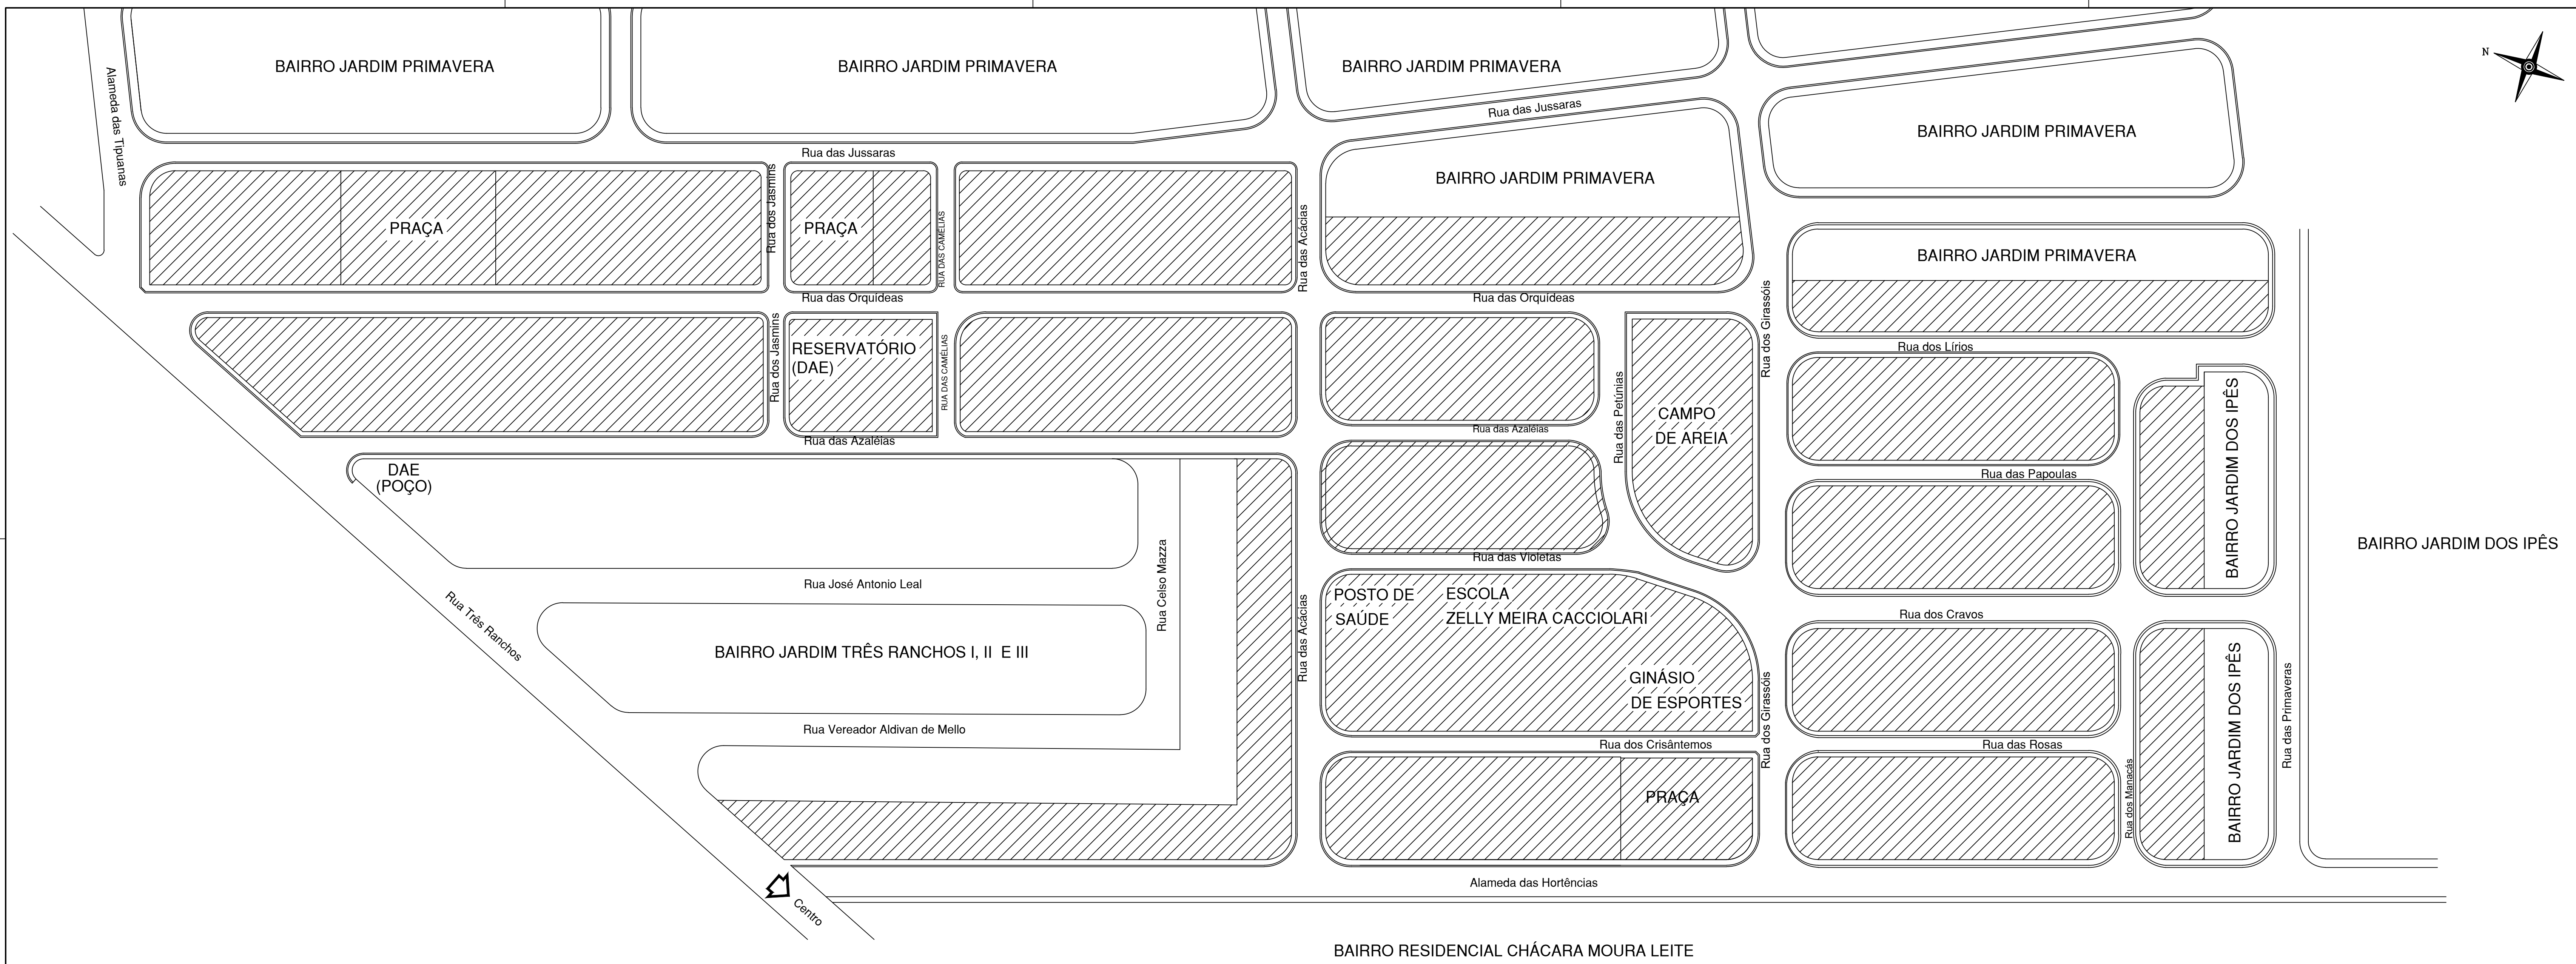 BAIRRO JARDIM PRIMAVERA
BAIRRO JARDIM PRIMAVERA
BAIRRO JARDIM PRIMAVERA
N
Alameda das Tipuanas
Rua das Jussaras
BAIRRO JARDIM PRIMAVERA
Rua das Jussaras
BAIRRO JARDIM PRIMAVERA
PRAÇA
Rua dos Jasmins
PRAÇA
RUA DAS CAMÉLIAS
Rua das Acácias
BAIRRO JARDIM PRIMAVERA
Rua das Orquídeas
Rua das Orquídeas
Rua dos Girassóis
Rua dos Jasmins
RESERVATÓRIO
(DAE)
RUA DAS CAMÉLIAS
Rua dos Lírios
Rua das Petúnias
CAMPO
DE AREIA
BAIRRO JARDIM DOS IPÊS
Rua das Azaléias
Rua das Azaléias
DAE
(POÇO)
Rua das Papoulas
BAIRRO JARDIM DOS IPÊS
Rua das Violetas
Rua José Antonio Leal
Rua Celso Mazza
POSTO DE
SAÚDE
ESCOLA
ZELLY MEIRA CACCIOLARI
Rua dos Cravos
Rua Três Ranchos
BAIRRO JARDIM TRÊS RANCHOS I, II E III
Rua das Acácias
GINÁSIO
DE ESPORTES
Rua dos Girassóis
BAIRRO JARDIM DOS IPÊS
Rua das Primaveras
Rua Vereador Aldivan de Mello
Rua dos Crisântemos
Rua das Rosas
PRAÇA
Rua dos Manacás
Alameda das Hortências
Centro
BAIRRO RESIDENCIAL CHÁCARA MOURA LEITE